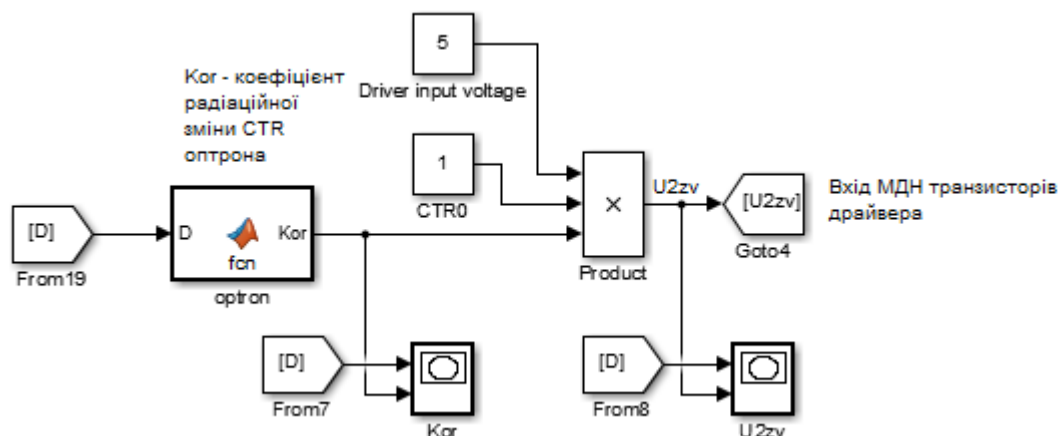 5
Driver input voltage
Kor - коефіцієнт
радіаційної
зміни CTR
оптрона
1
CTR0
[D]
From19
D
fcn
Kor
optron
×
Product
U2zv
[U2zv]
Goto4
Вхід МДН транзисторів
драйвера
[D]
From7
Kor
[D]
From8
U2zv